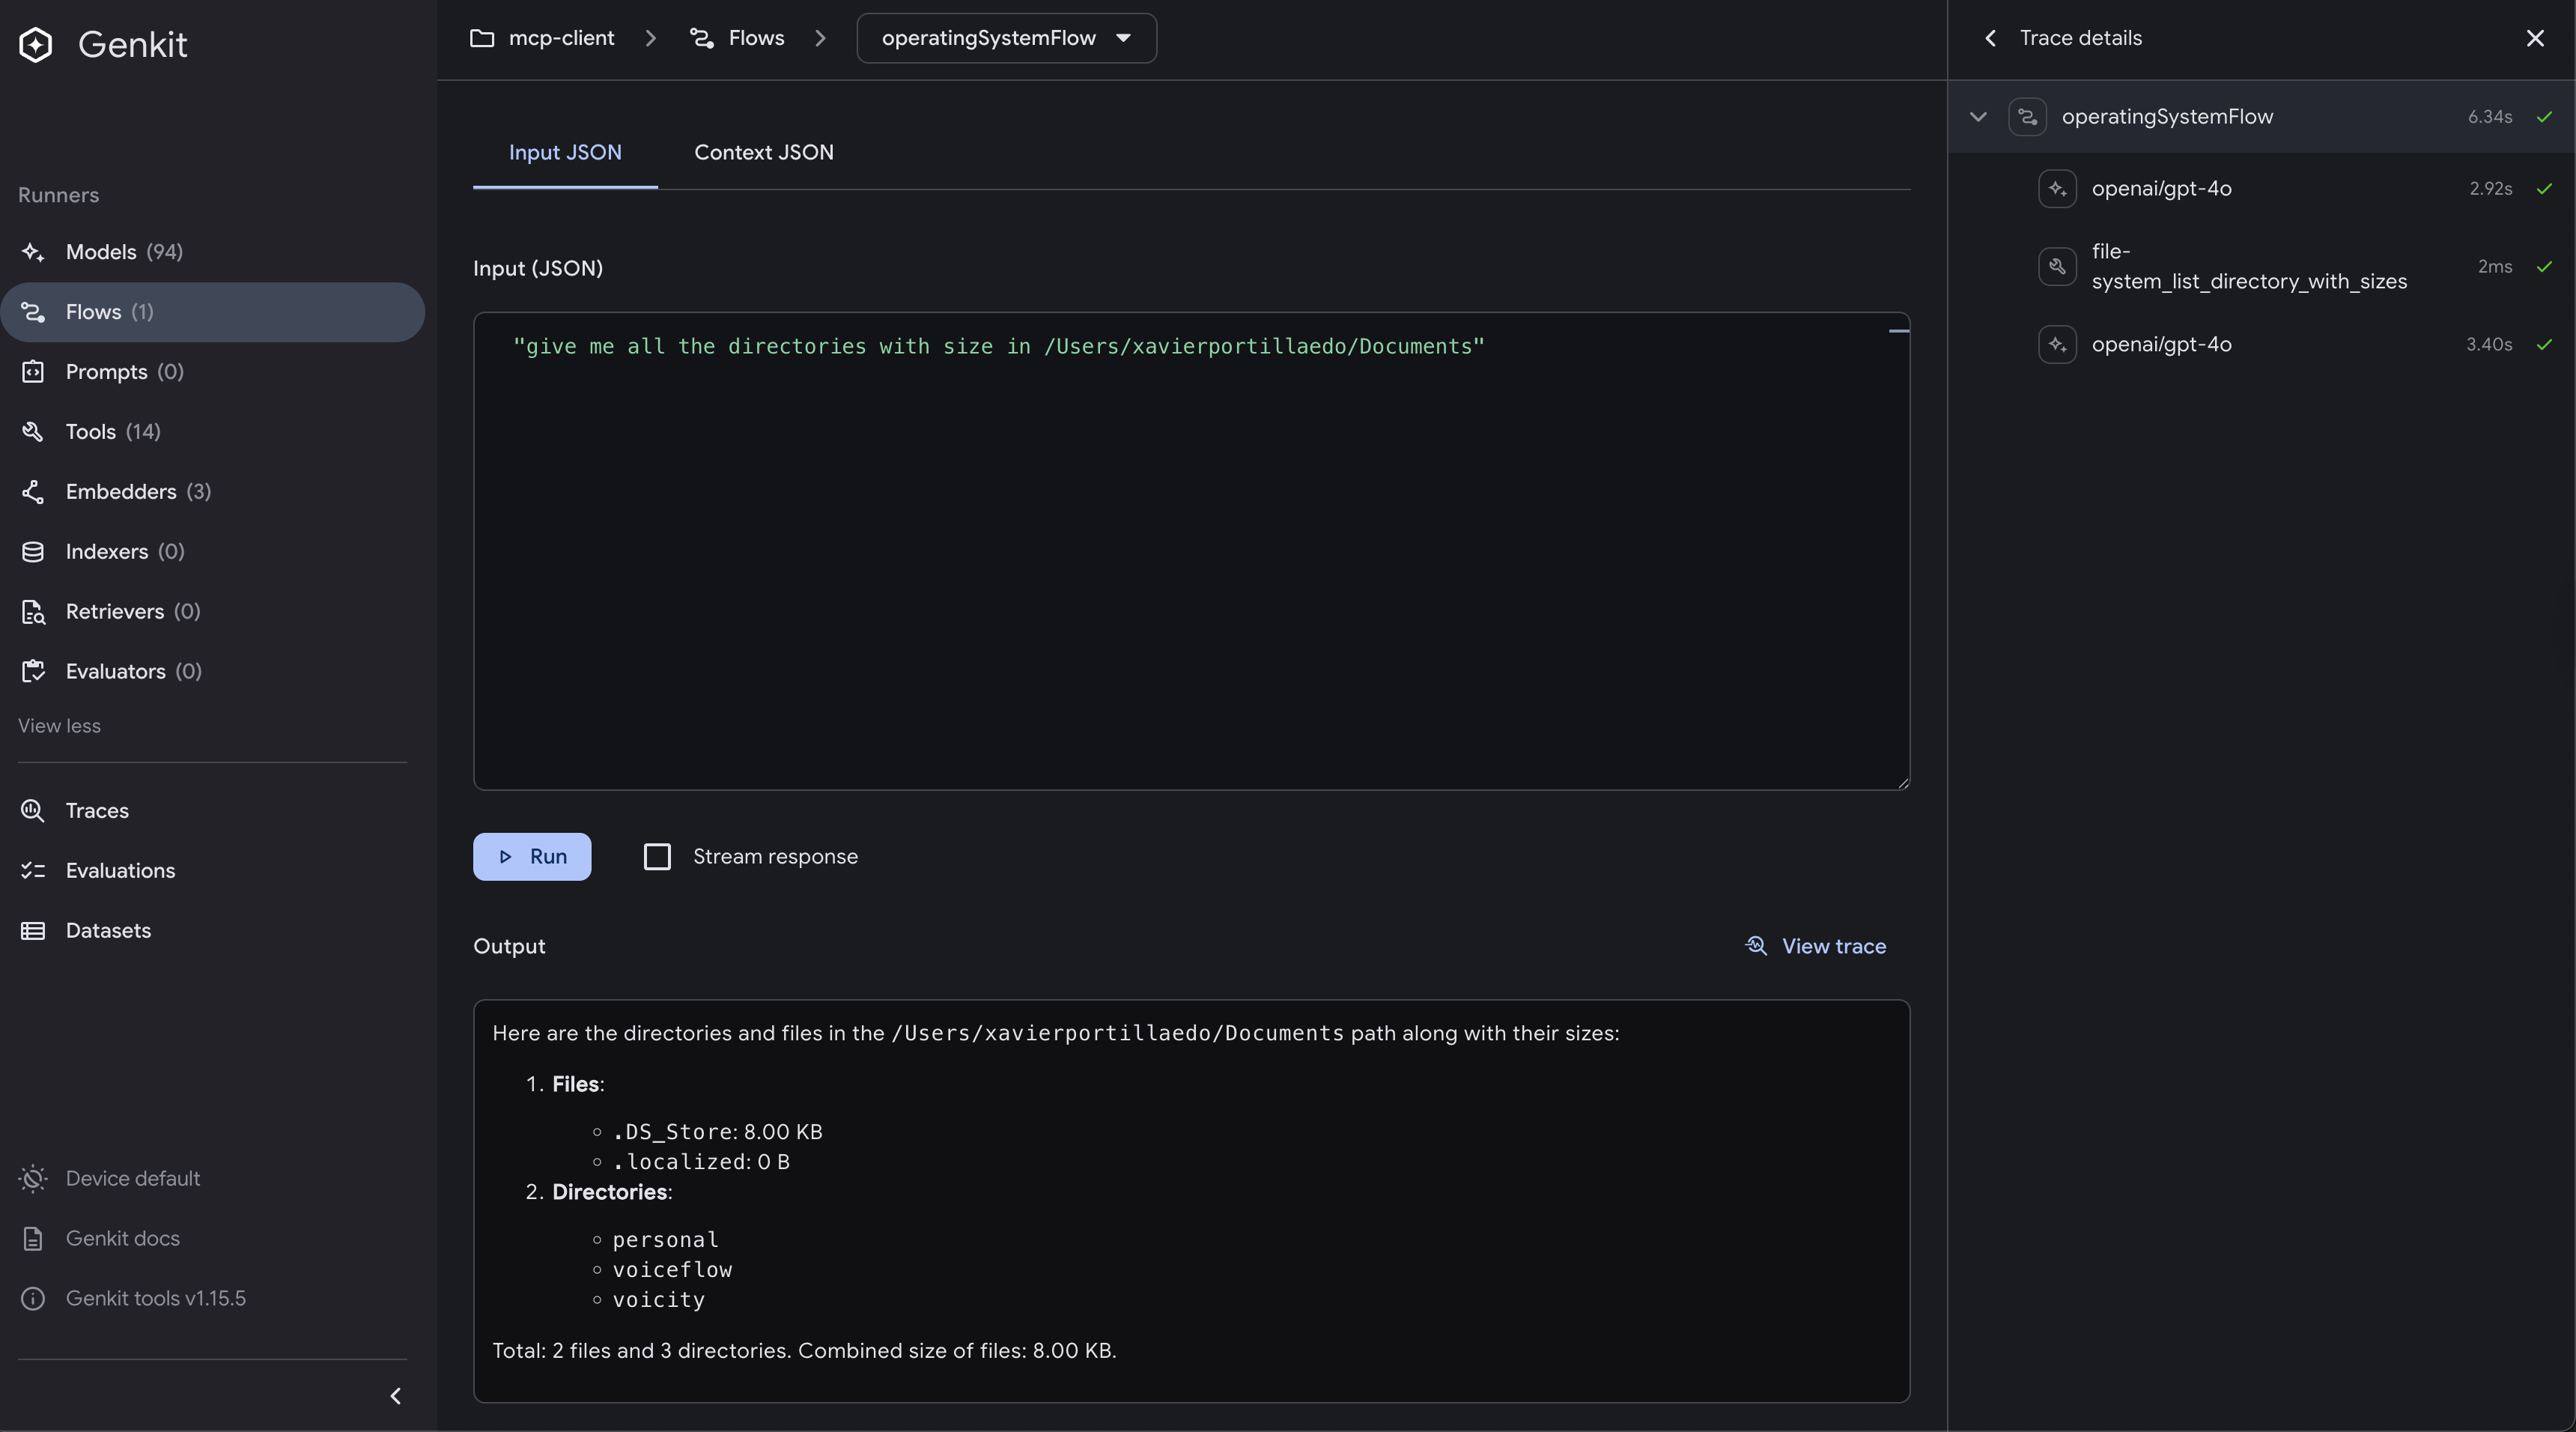 Genkit
Runners
Models (94)
Flows (1)
Prompts (0)
Tools (14)
Embedders (3)
Indexers (0)
Retrievers (0)
Evaluators (0)
View less
Traces
Evaluations
Datasets
Device default
Genkit docs
Genkit tools v1.15.5
mcp-client
Flows
operatingSystemFlow
Input JSON
Context JSON
Input (JSON)
"give me all the directories with size in /Users/xavierportillaedo/Documents"
Run
Stream response
Output
View trace
Here are the directories and files in the /Users/xavierportillaedo/Documents path along with their sizes:
1. Files:
.DS_Store: 8.00 KB
.localized: 0 B
2. Directories:
personal
voiceflow
voicity
Total: 2 files and 3 directories. Combined size of files: 8.00 KB.
Trace details
operatingSystemFlow 6.34s
openai/gpt-4o 2.92s
file-
system_list_directory_with_sizes 2ms
openai/gpt-4o 3.40s